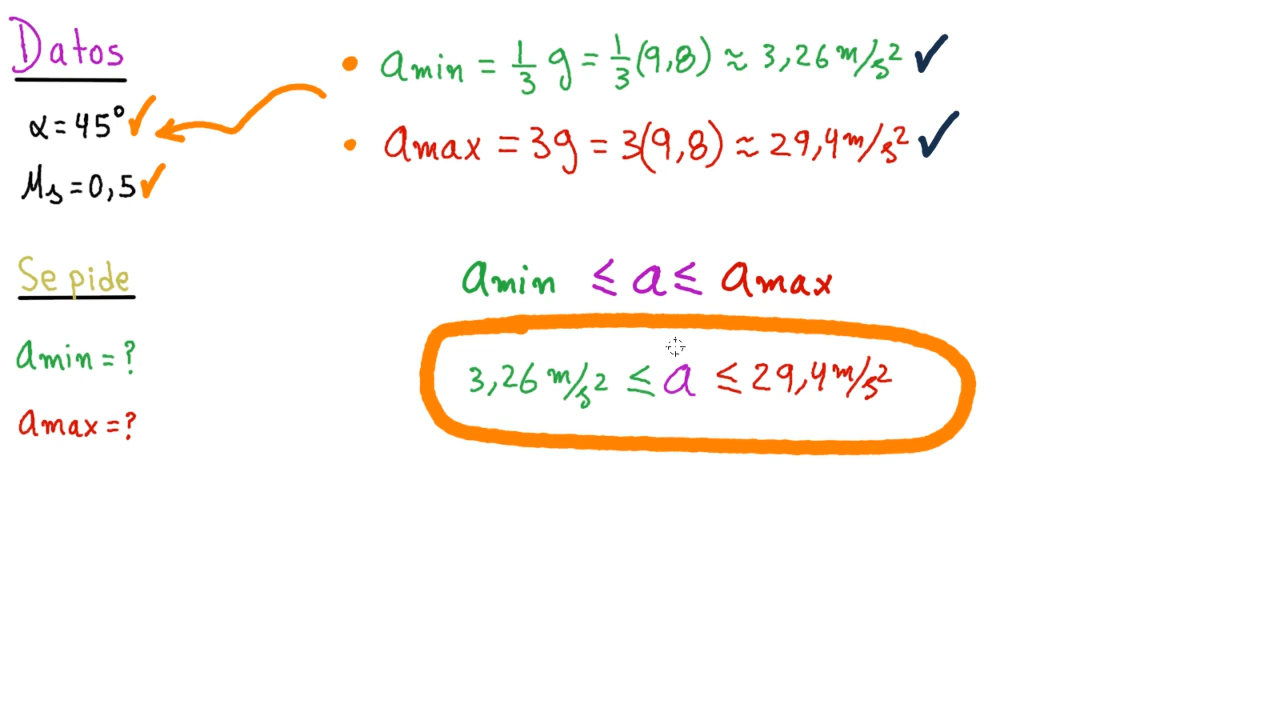 Datos
α = 45°
μs = 0,5
• amin = 1/3 g = 1/3 (9,8) ≈ 3,26 m/s² ✓
• amax = 3g = 3(9,8) ≈ 29,4 m/s² ✓
Se pide
amin = ?
amax = ?
amin ≤ a ≤ amax
3,26 m/s² ≤ a ≤ 29,4 m/s²